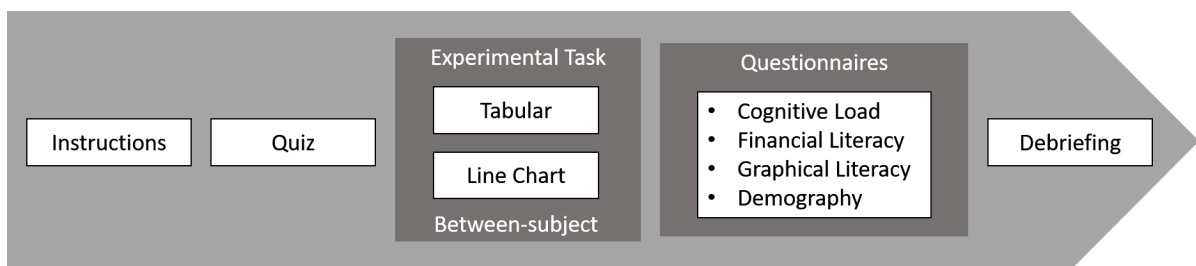 Instructions
Quiz
Experimental Task
Tabular
Line Chart
Between-subject
Questionnaires
• Cognitive Load
• Financial Literacy
• Graphical Literacy
• Demography
Debriefing